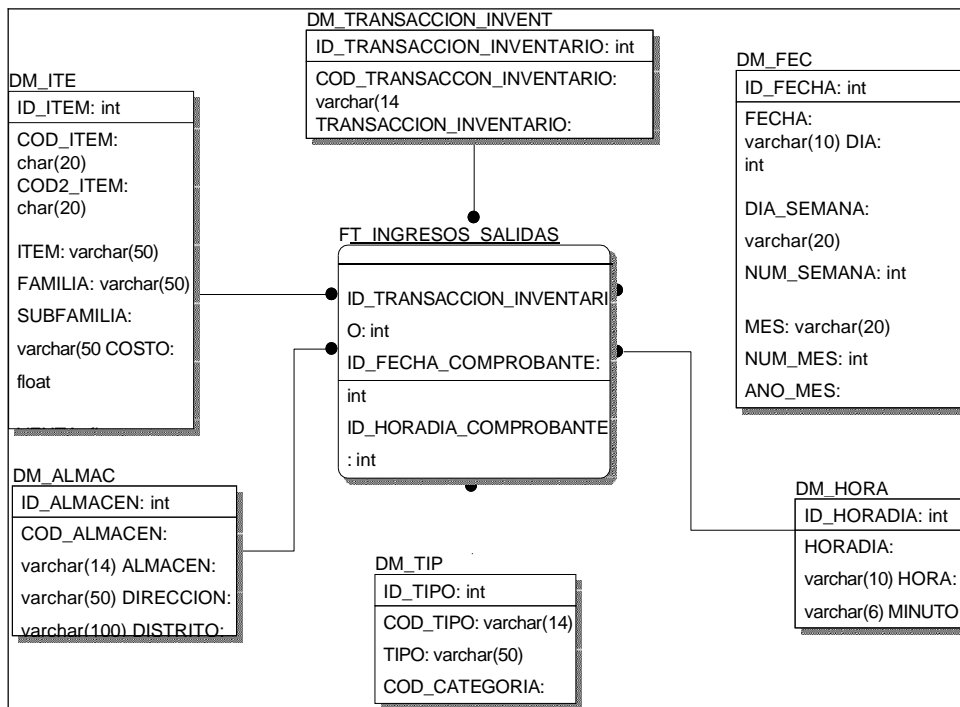 DM_TRANSACCION_INVENT
ID_TRANSACCION_INVENTARIO: int
COD_TRANSACCON_INVENTARIO:
varchar(14
TRANSACCION_INVENTARIO:
DM_ITE
ID_ITEM: int
COD_ITEM:
char(20)
COD2_ITEM:
char(20)
ITEM: varchar(50)
FAMILIA: varchar(50)
SUBFAMILIA:
varchar(50 COSTO:
float
DM_FEC
ID_FECHA: int
FECHA:
varchar(10) DIA:
int
DIA_SEMANA:
varchar(20)
NUM_SEMANA: int
MES: varchar(20)
NUM_MES: int
ANO_MES:
FT_INGRESOS_SALIDAS
ID_TRANSACCION_INVENTARI
O: int
ID_FECHA_COMPROBANTE:
int
ID_HORADIA_COMPROBANTE
: int
DM_ALMAC
ID_ALMACEN: int
COD_ALMACEN:
varchar(14) ALMACEN:
varchar(50) DIRECCION:
varchar(100) DISTRITO:
DM_TIP
ID_TIPO: int
COD_TIPO: varchar(14)
TIPO: varchar(50)
COD_CATEGORIA:
DM_HORA
ID_HORADIA: int
HORADIA:
varchar(10) HORA:
varchar(6) MINUTO